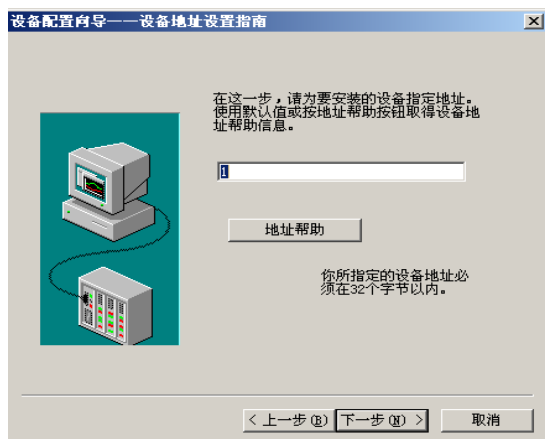 设备配置向导——设备地址设置指南
在这一步，请为要安装的设备指定地址。
使用默认值或按地址帮助按钮取得设备地
址帮助信息。
1
地址帮助
你所指定的设备地址必
须在32个字节以内。
< 上一步(B) 下一步(N) > 取消